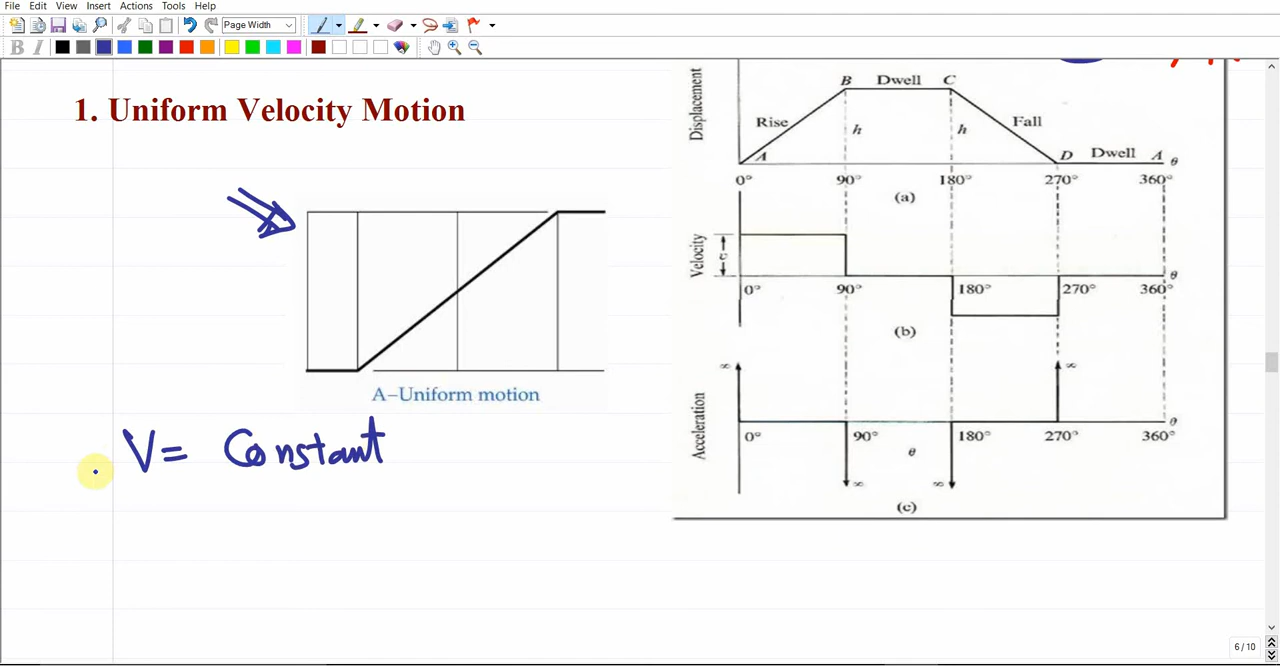 File Edit View Insert Actions Tools Help
Page Width
B I
1. Uniform Velocity Motion
A–Uniform motion
V = Constant
Displacement
B Dwell C
Rise h h Fall
A D Dwell A θ
0° 90° 180° 270° 360°
(a)
Velocity
c
θ
0° 90° 180° 270° 360°
(b)
Acceleration
∞ ∞
θ
0° 90° 180° 270° 360°
θ
∞ ∞
(c)
6 / 10